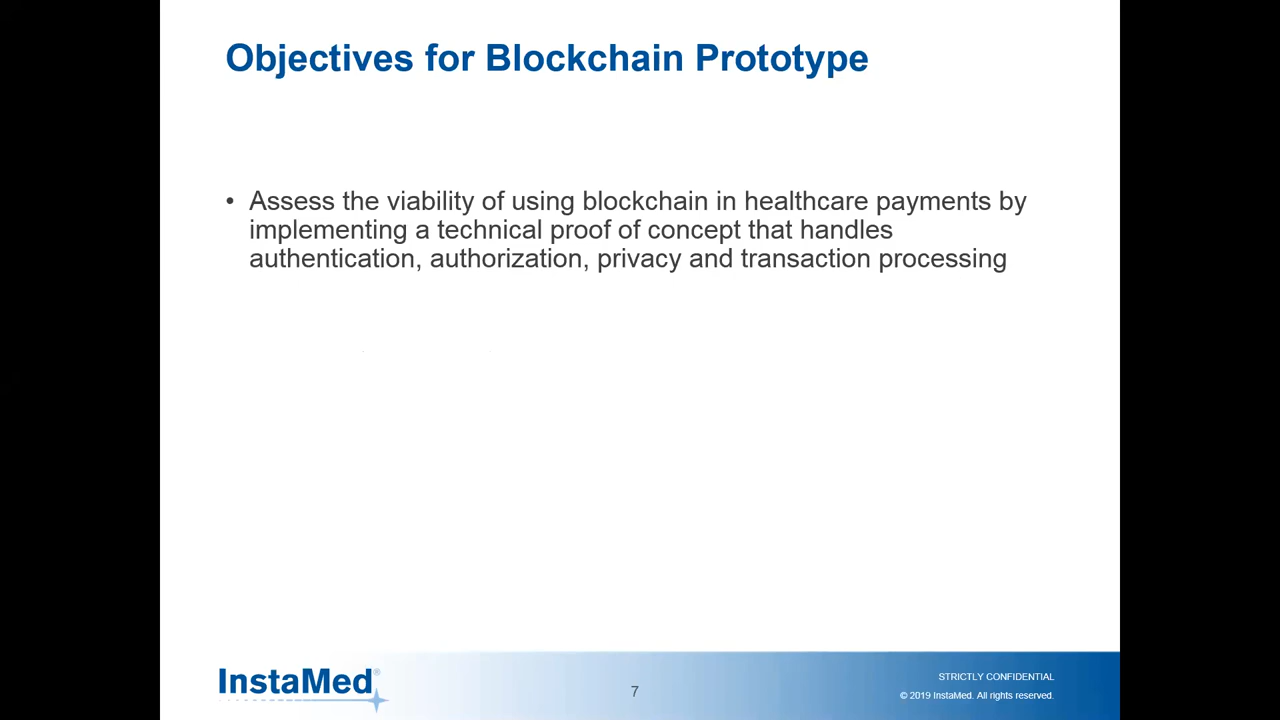 Objectives for Blockchain Prototype
• Assess the viability of using blockchain in healthcare payments by
implementing a technical proof of concept that handles
authentication, authorization, privacy and transaction processing
InstaMed®
7
STRICTLY CONFIDENTIAL
© 2019 InstaMed. All rights reserved.